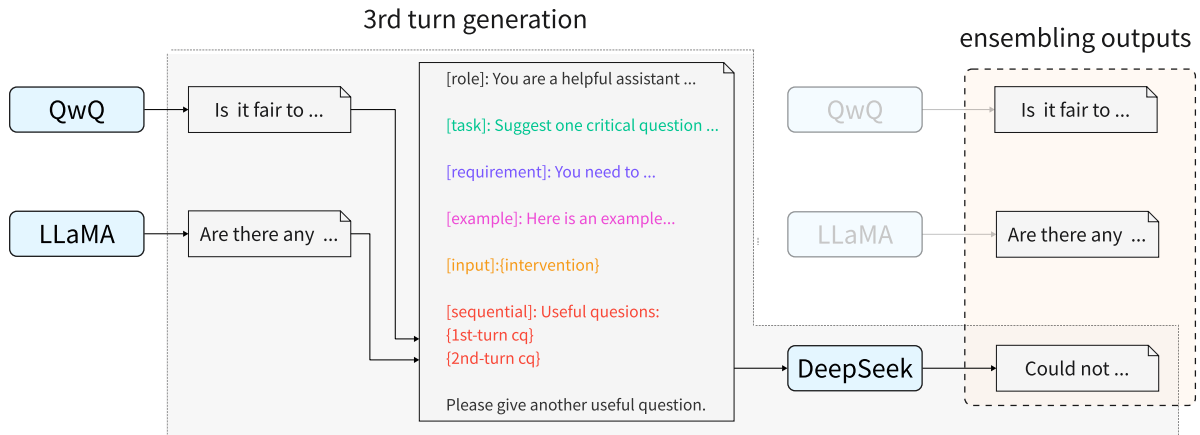 3rd turn generation
ensembling outputs
QwQ
Is it fair to ...
LLaMA
Are there any ...
[role]: You are a helpful assistant ...
[task]: Suggest one critical question ...
[requirement]: You need to ...
[example]: Here is an example...
[input]:{intervention}
[sequential]: Useful quesions:
{1st-turn cq}
{2nd-turn cq}
Please give another useful question.
QwQ
Is it fair to ...
LLaMA
Are there any ...
DeepSeek
Could not ...